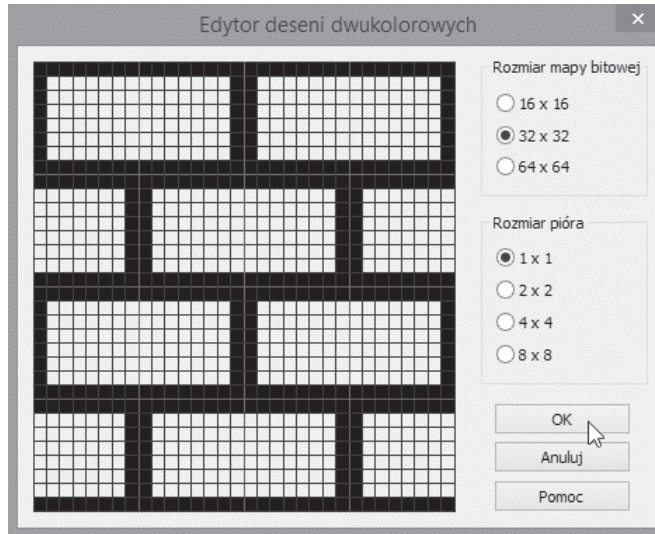 Edytor deseni dwukolorowych
Rozmiar mapy bitowej
16 x 16
32 x 32
64 x 64
Rozmiar pióra
1 x 1
2 x 2
4 x 4
8 x 8
OK
Anuluj
Pomoc